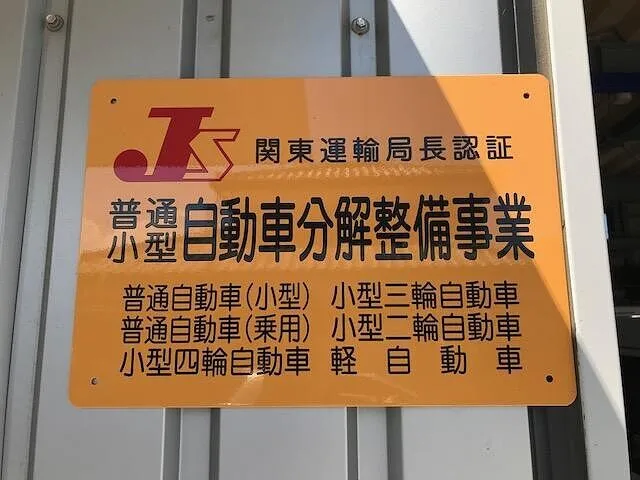 JS 関東運輸局長認証
普通
小型 自動車分解整備事業
普通自動車(小型) 小型三輪自動車
普通自動車(乗用) 小型二輪自動車
小型四輪自動車 軽自動車